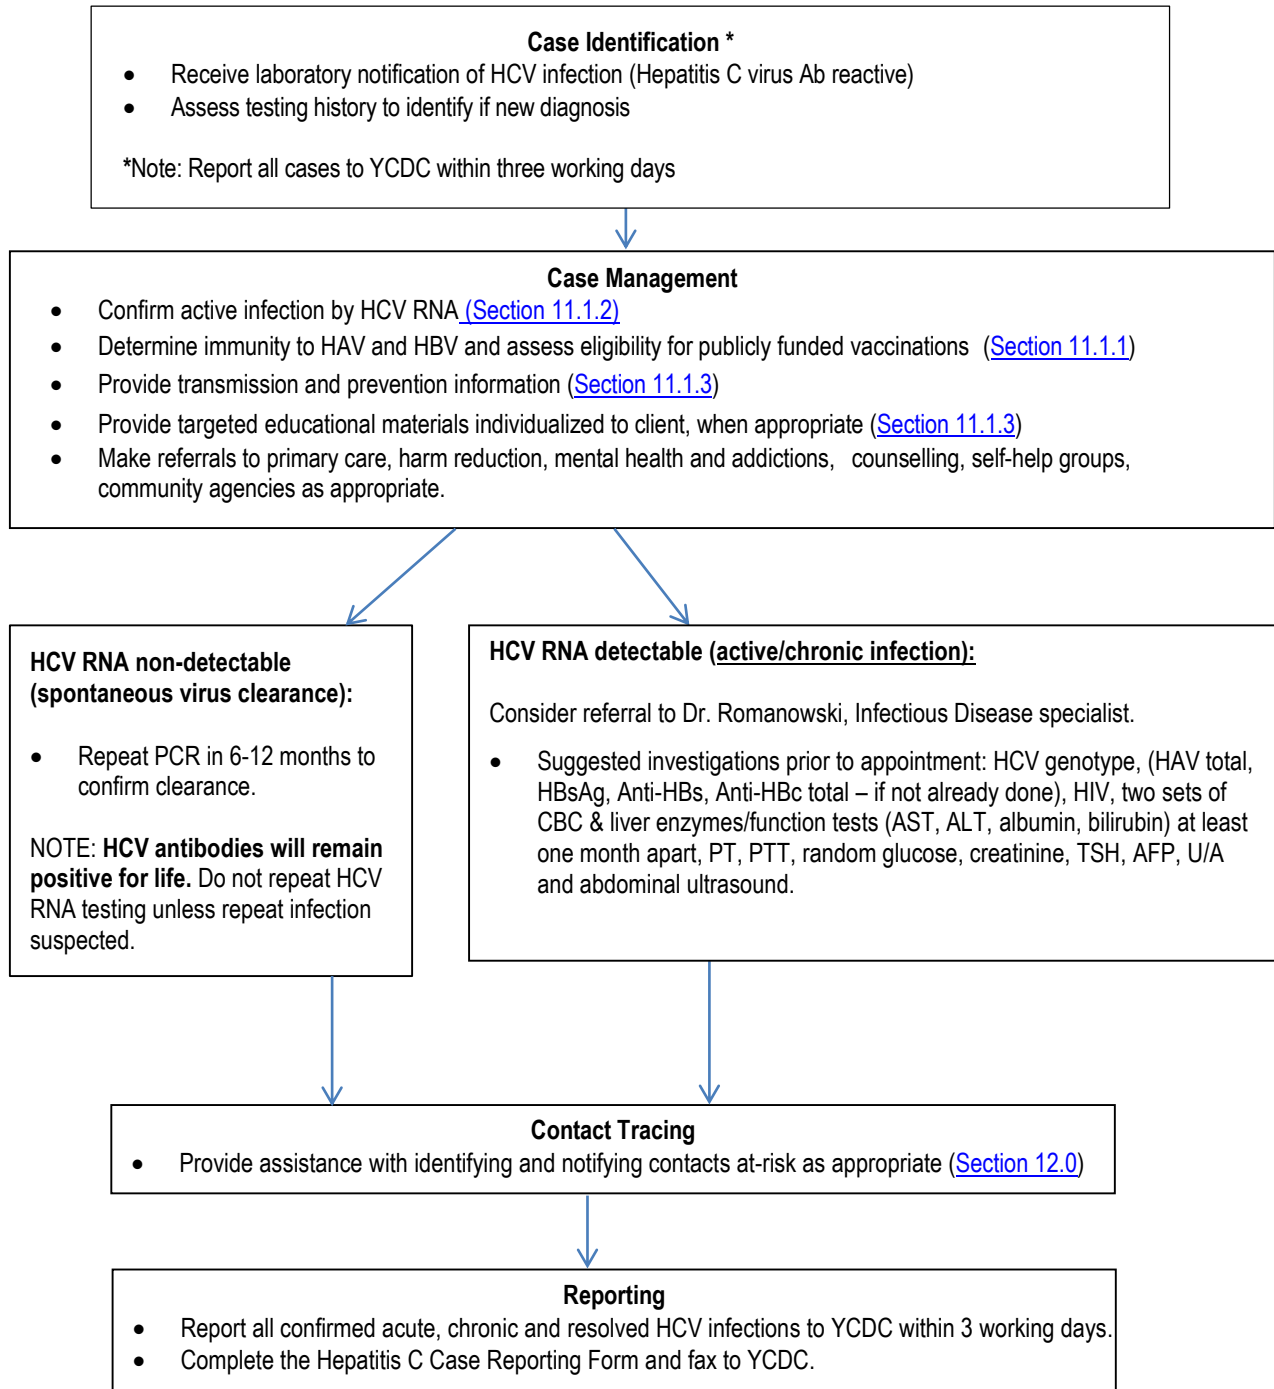 Case Identification *
• Receive laboratory notification of HCV infection (Hepatitis C virus Ab reactive)
• Assess testing history to identify if new diagnosis
*Note: Report all cases to YCDC within three working days
Case Management
• Confirm active infection by HCV RNA (Section 11.1.2)
• Determine immunity to HAV and HBV and assess eligibility for publicly funded vaccinations (Section 11.1.1)
• Provide transmission and prevention information (Section 11.1.3)
• Provide targeted educational materials individualized to client, when appropriate (Section 11.1.3)
• Make referrals to primary care, harm reduction, mental health and addictions, counselling, self-help groups,
community agencies as appropriate.
HCV RNA non-detectable
(spontaneous virus clearance):
• Repeat PCR in 6-12 months to
confirm clearance.
NOTE: HCV antibodies will remain
positive for life. Do not repeat HCV
RNA testing unless repeat infection
suspected.
HCV RNA detectable (active/chronic infection):
Consider referral to Dr. Romanowski, Infectious Disease specialist.
• Suggested investigations prior to appointment: HCV genotype, (HAV total,
HBsAg, Anti-HBs, Anti-HBc total – if not already done), HIV, two sets of
CBC & liver enzymes/function tests (AST, ALT, albumin, bilirubin) at least
one month apart, PT, PTT, random glucose, creatinine, TSH, AFP, U/A
and abdominal ultrasound.
Contact Tracing
• Provide assistance with identifying and notifying contacts at-risk as appropriate (Section 12.0)
Reporting
• Report all confirmed acute, chronic and resolved HCV infections to YCDC within 3 working days.
• Complete the Hepatitis C Case Reporting Form and fax to YCDC.